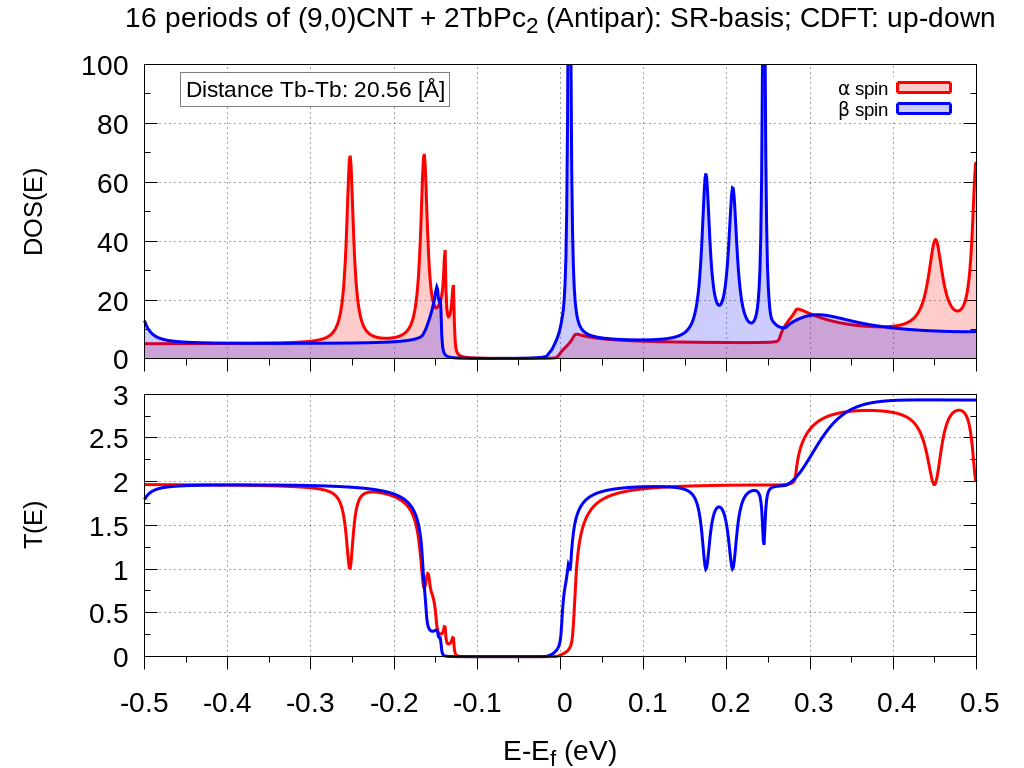 16 periods of (9,0)CNT + 2TbPc2 (Antipar): SR-basis; CDFT: up-down
Distance Tb-Tb: 20.56 [Å]
α spin
β spin
DOS(E)
100
80
60
40
20
0
T(E)
3
2.5
2
1.5
1
0.5
0
-0.5 -0.4 -0.3 -0.2 -0.1 0 0.1 0.2 0.3 0.4 0.5
E-Ef (eV)